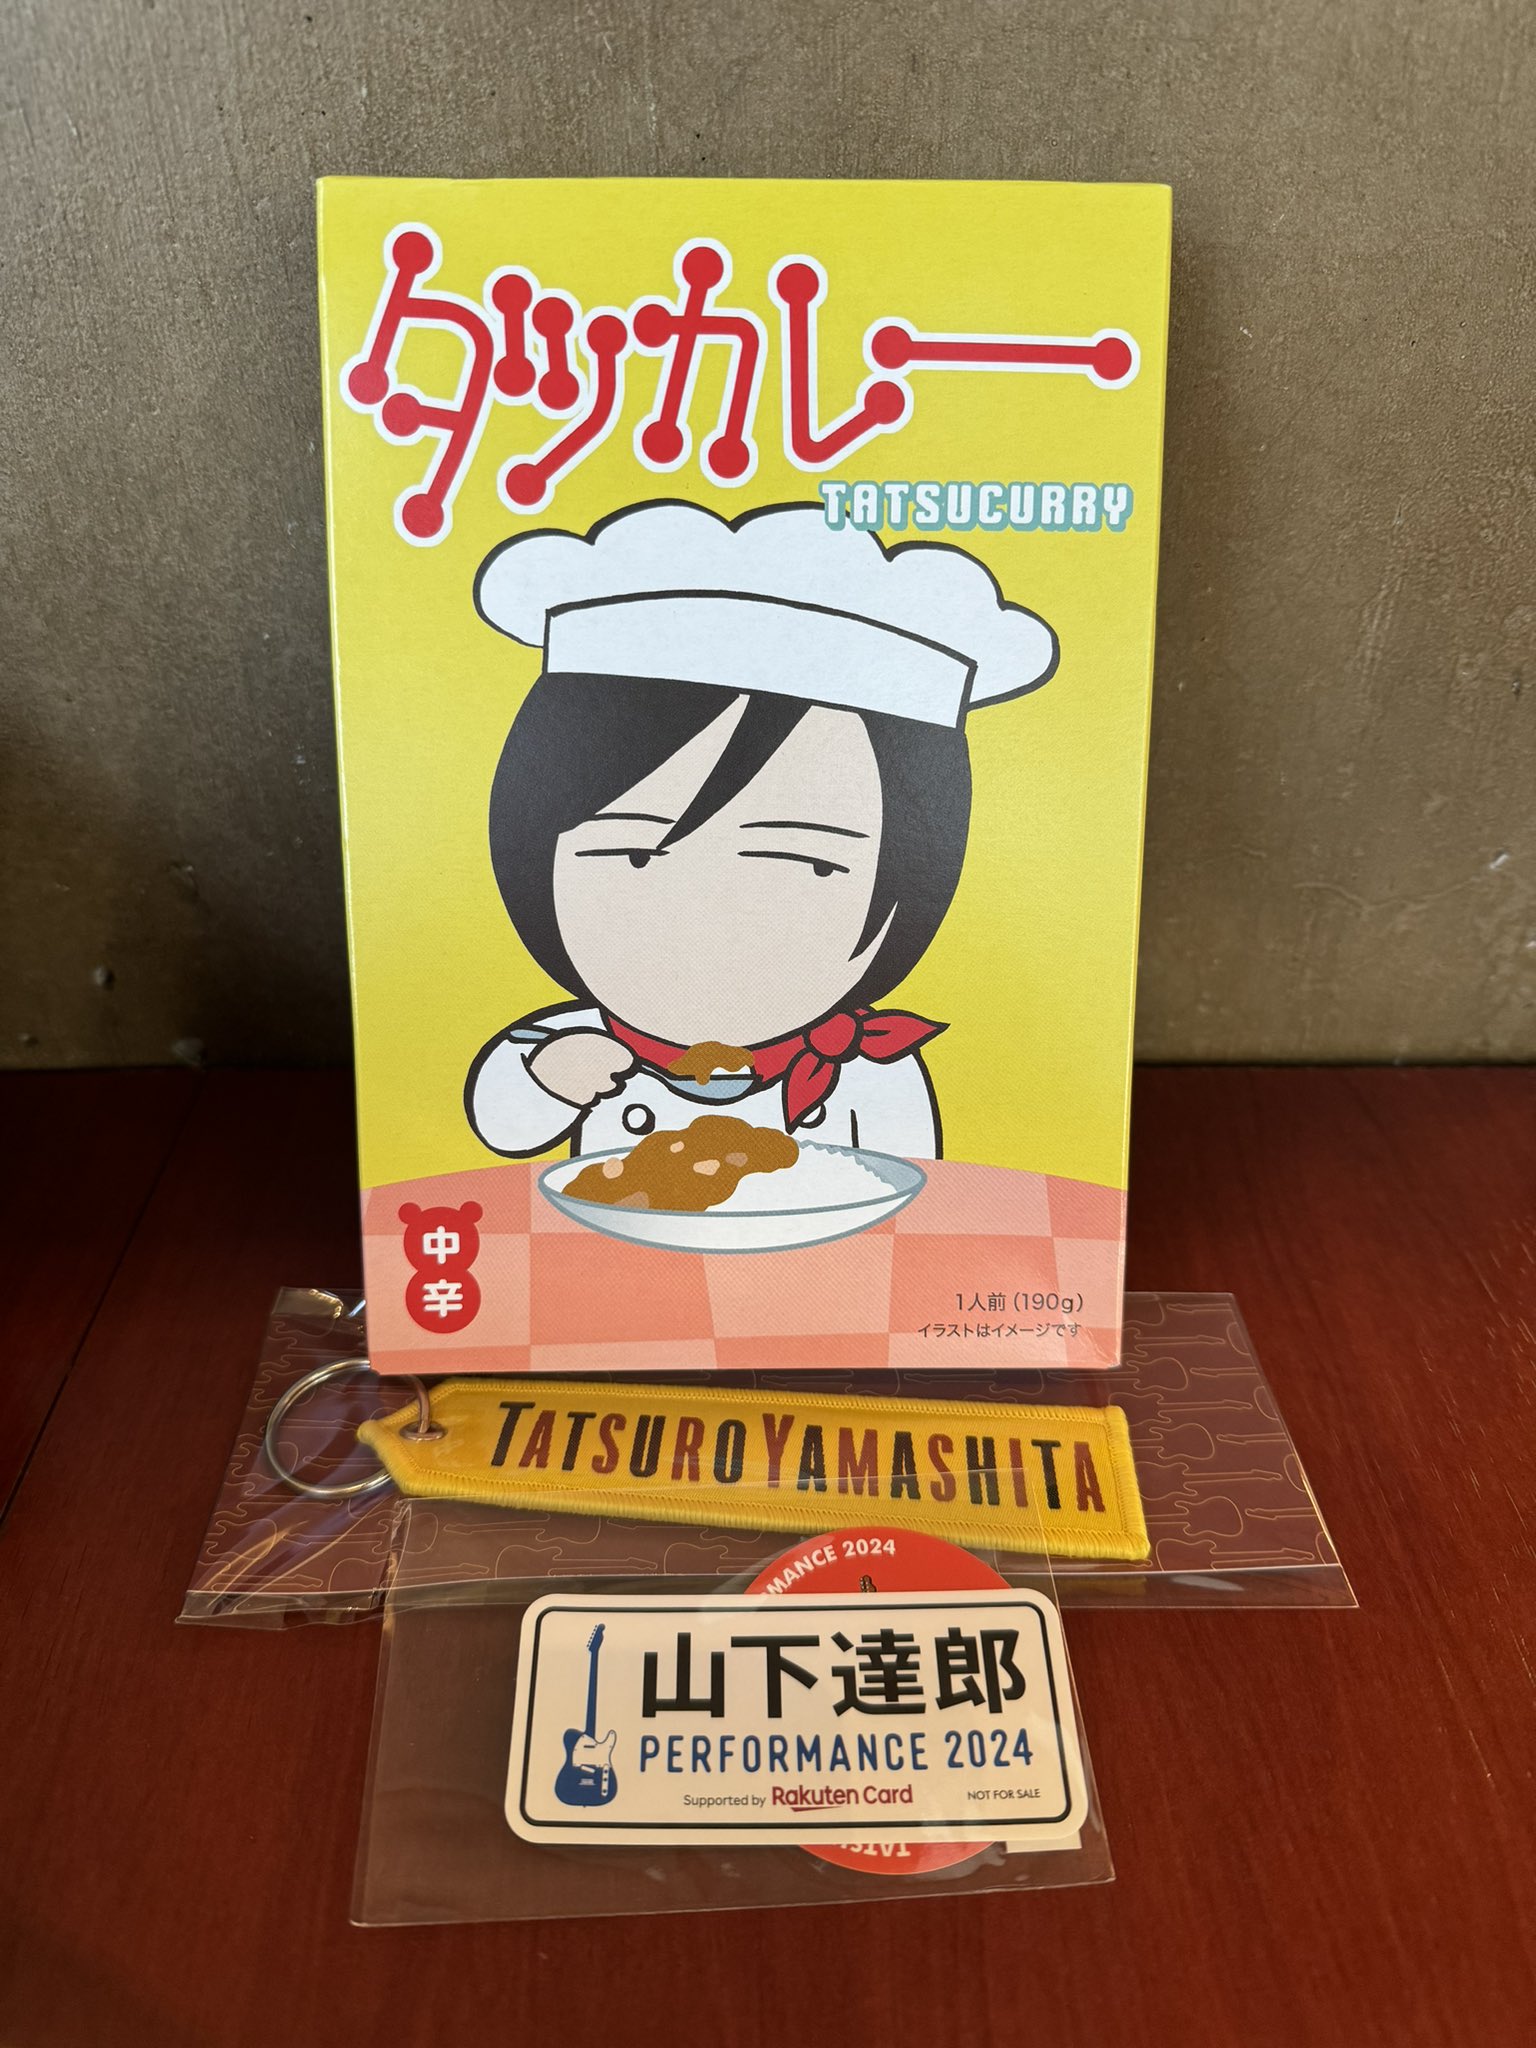 タツカレー
TATSUCURRY
中辛
1人前（190g）
イラストはイメージです
TATSURO YAMASHITA
MANCE 2024
山下達郎
PERFORMANCE 2024
Supported by Rakuten Card
NOT FOR SALE